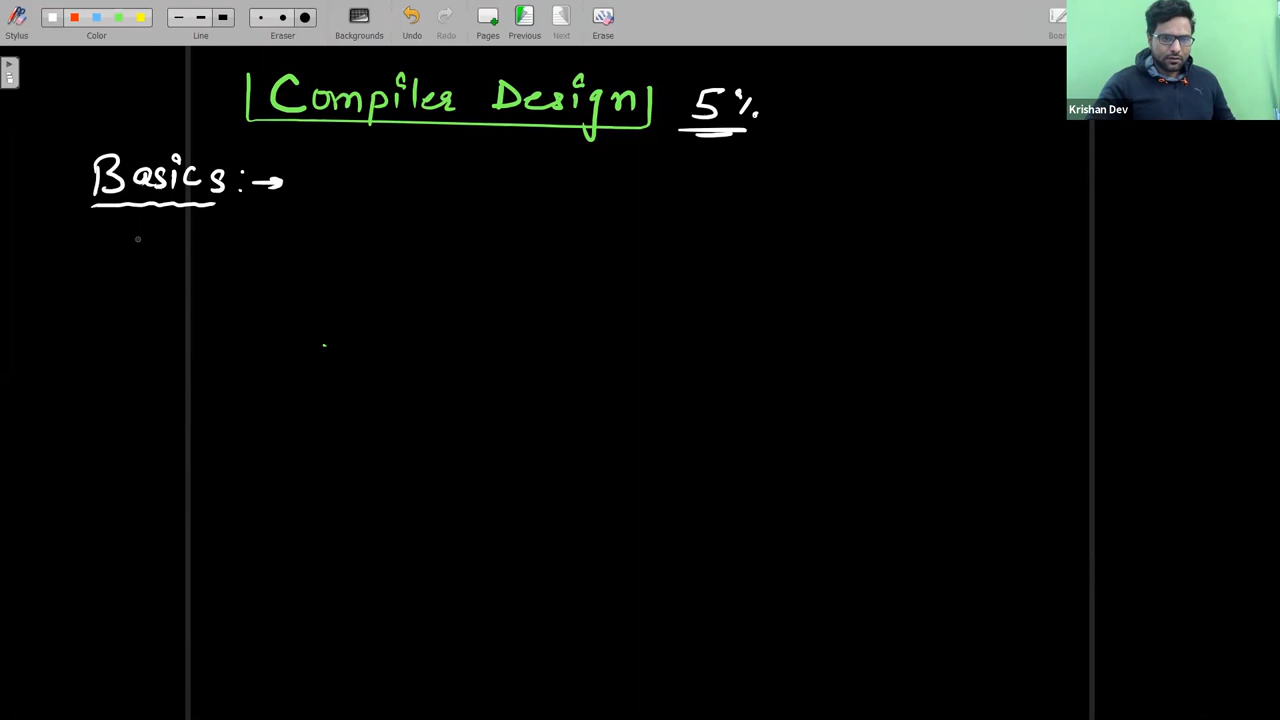 Stylus Color Line Eraser Backgrounds Undo Redo Pages Previous Next Erase
Compiler Design 5%
Krishan Dev
Basics :→